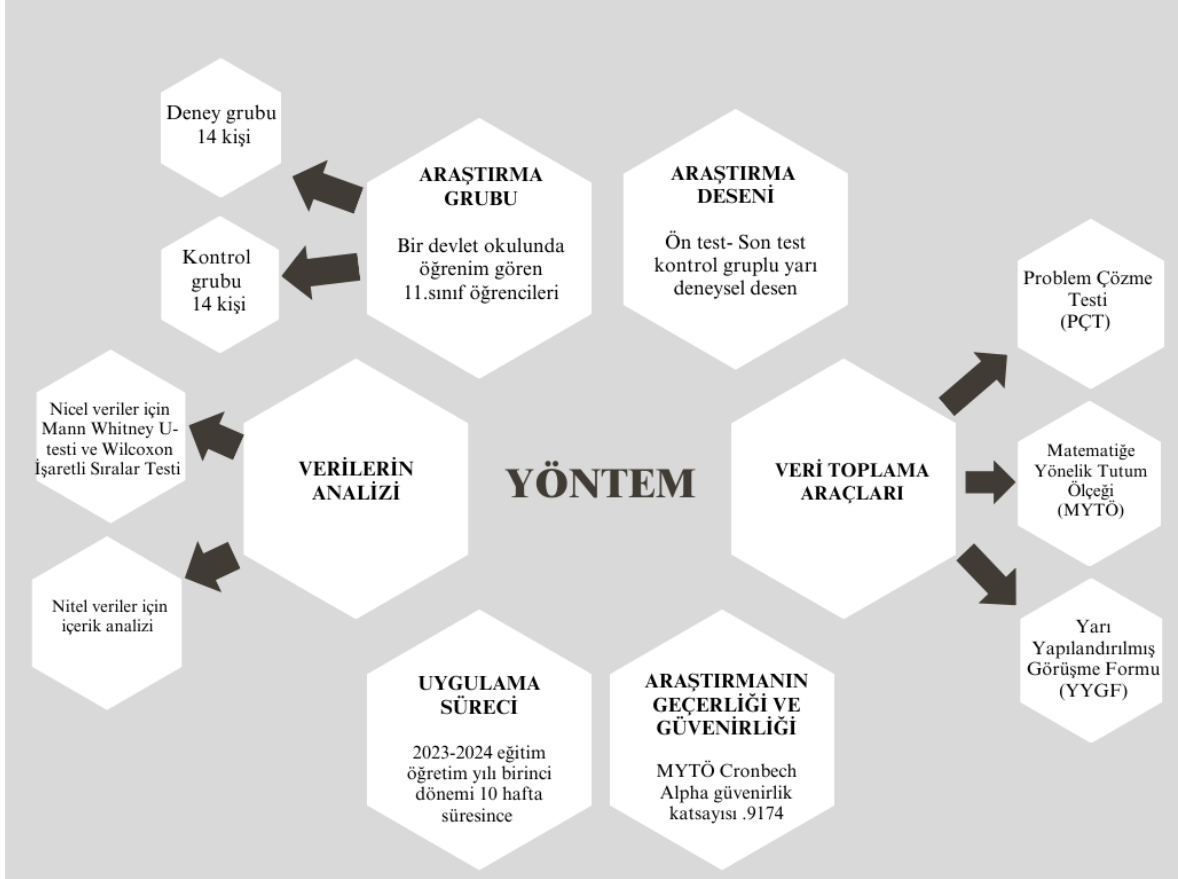 Deney grubu
14 kişi
Kontrol
grubu
14 kişi
ARAŞTIRMA
GRUBU
Bir devlet okulunda
öğrenim gören
11.sınıf öğrencileri
ARAŞTIRMA
DESENİ
Ön test- Son test
kontrol gruplu yarı
deneysel desen
Problem Çözme
Testi
(PÇT)
Matematiğe
Yönelik Tutum
Ölçeği
(MYTÖ)
Yarı
Yapılandırılmış
Görüşme Formu
(YYGF)
VERİ TOPLAMA
ARAÇLARI
YÖNTEM
VERİLERİN
ANALİZİ
Nicel veriler için
Mann Whitney U-
testi ve Wilcoxon
İşaretli Sıralar Testi
Nitel veriler için
içerik analizi
UYGULAMA
SÜRECİ
2023-2024 eğitim
öğretim yılı birinci
dönemi 10 hafta
süresince
ARAŞTIRMANIN
GEÇERLİĞİ VE
GÜVENİRLİĞİ
MYTÖ Cronbech
Alpha güvenirlik
katsayısı .9174